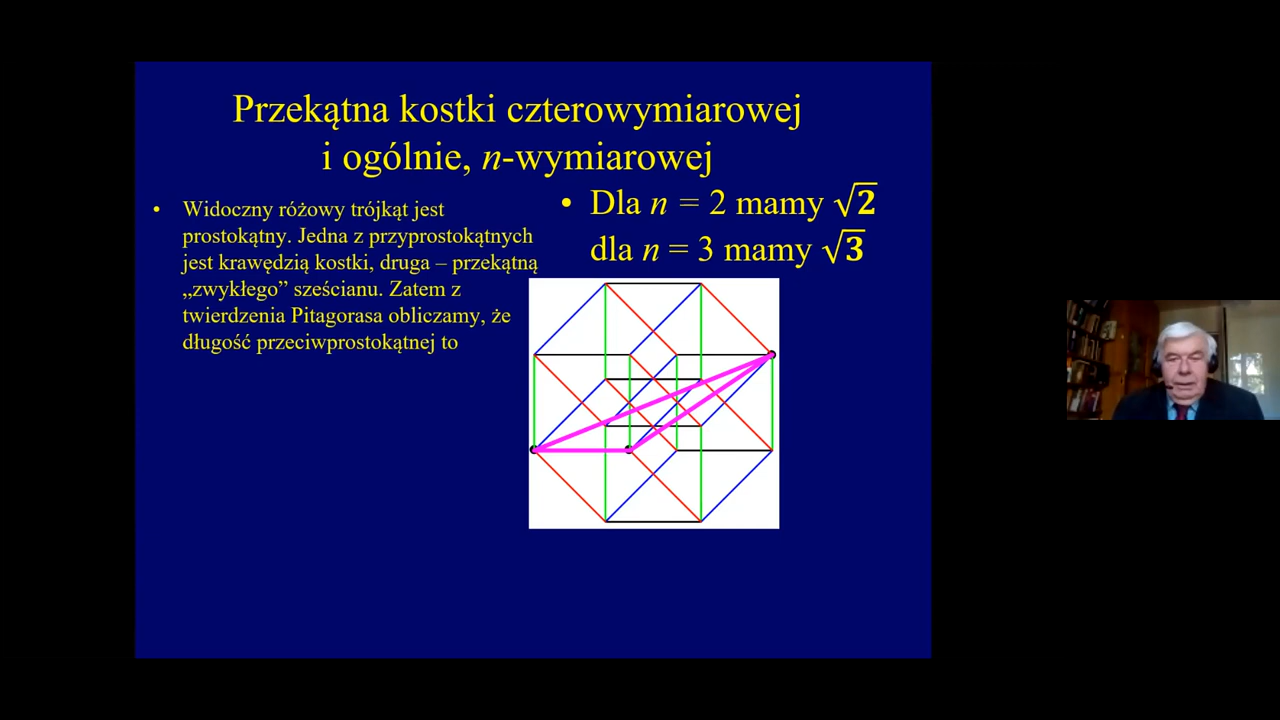 Przekątna kostki czterowymiarowej
i ogólnie, n-wymiarowej
• Widoczny różowy trójkąt jest
prostokątny. Jedna z przyprostokątnych
jest krawędzią kostki, druga – przekątną
„zwykłego” sześcianu. Zatem z
twierdzenia Pitagorasa obliczamy, że
długość przeciwprostokątnej to
• Dla n = 2 mamy √2
dla n = 3 mamy √3